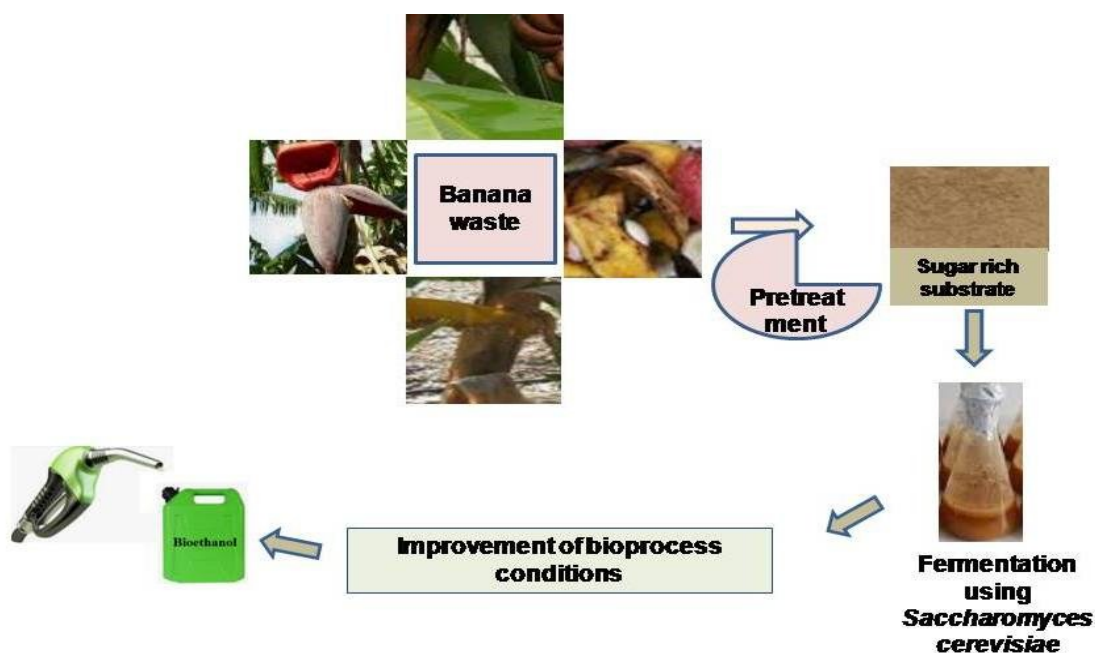 Banana
waste
Pretreat
ment
Sugar rich
substrate
Fermentation
using
Saccharomyces
cerevisiae
Improvement of bioprocess
conditions
Bioethanol